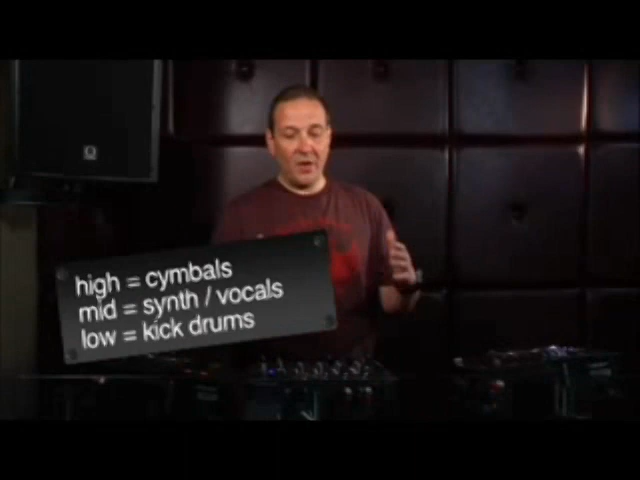 high = cymbals
mid = synth / vocals
low = kick drums